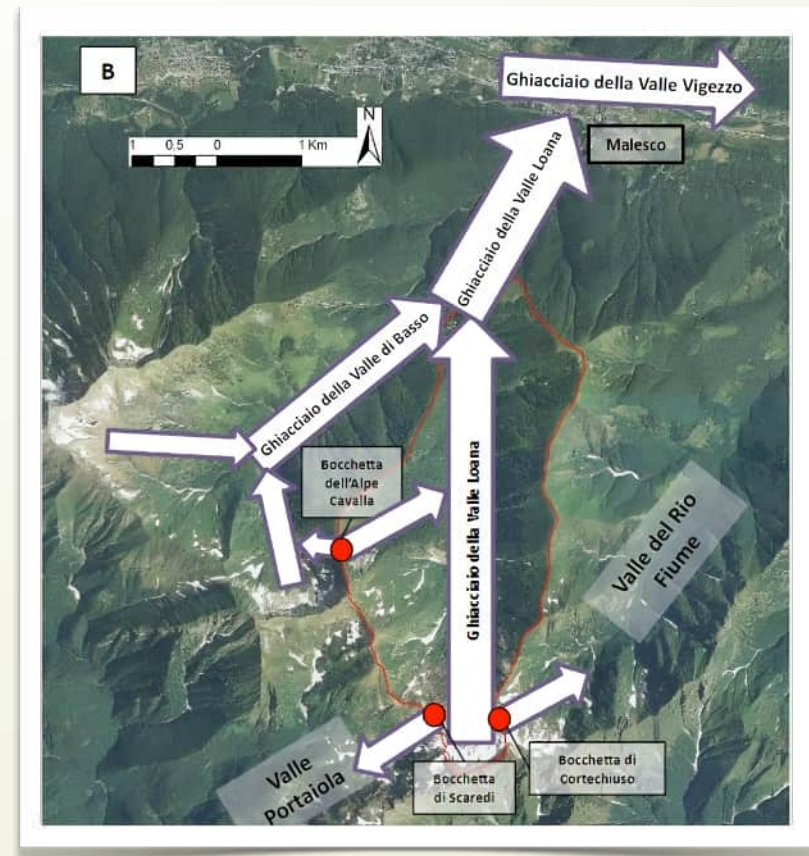 B
Ghiacciaio della Valle Vigezzo
N
1 0,5 0 1 Km
Malesco
Ghiacciaio della Valle Loana
Ghiacciaio della Valle di Basso
Bocchetta
dell'Alpe
Cavalla
Ghiacciaio della Valle Loana
Valle del Rio
Fiume
Valle
Portaiola
Bocchetta
di Scaredi
Bocchetta di
Cortechiuso